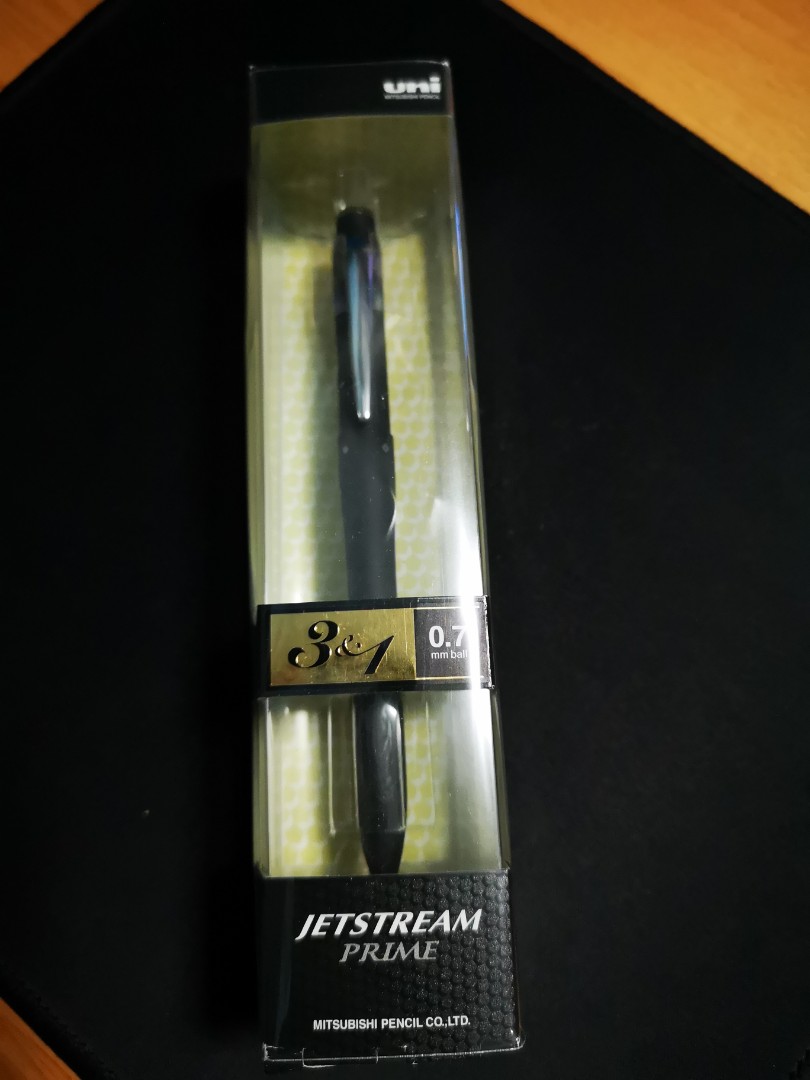 uni
MITSUBISHI PENCIL
3&1
0.7
mm ball
JETSTREAM
PRIME
MITSUBISHI PENCIL CO.,LTD.